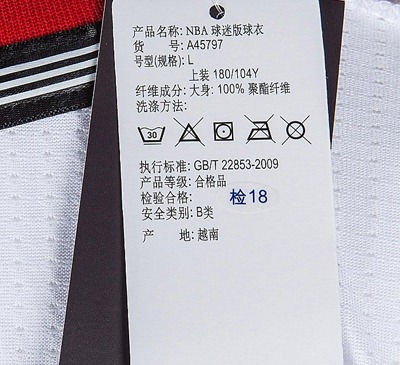 产品名称: NBA 球迷版球衣
货 号: A45797
号型(规格): L
上装 180/104Y
纤维成分: 大身: 100% 聚酯纤维
洗涤方法:
30
执行标准: GB/T 22853-2009
产品等级: 合格品
检验合格: 检18
安全类别: B类
产 地: 越南